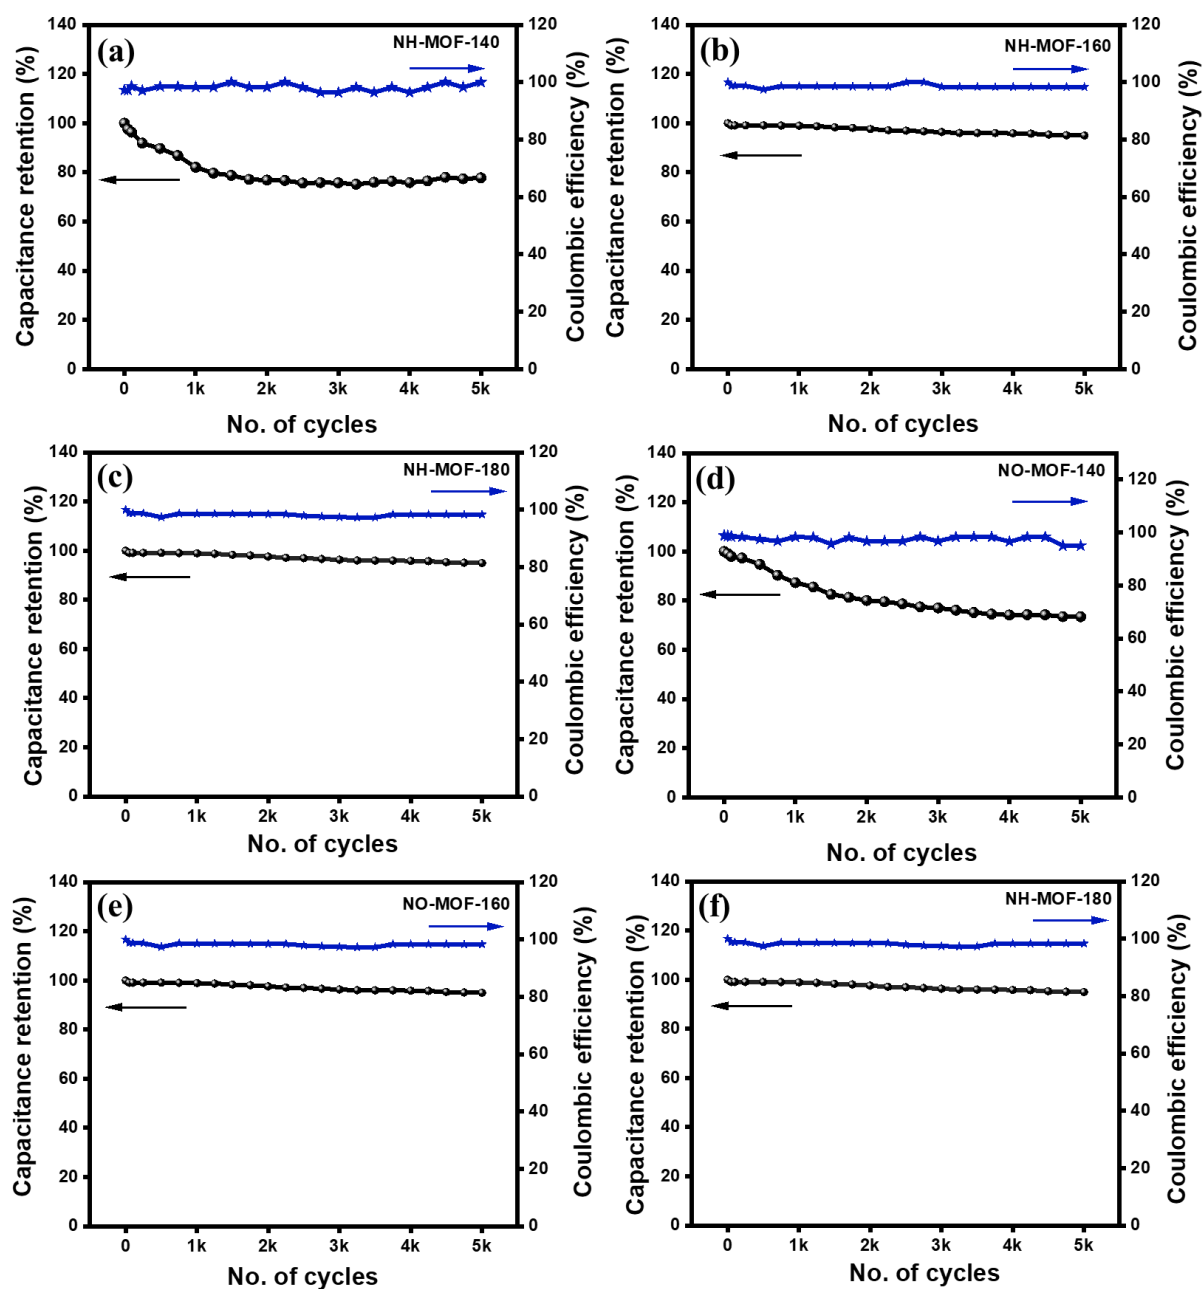 (a)
NH-MOF-140
Capacitance retention (%)
140
120
100
80
60
40
20
0
Coulombic efficiency (%)
120
100
80
60
40
20
0
0 1k 2k 3k 4k 5k
No. of cycles
(b)
NH-MOF-160
Capacitance retention (%)
140
120
100
80
60
40
20
0
Coulombic efficiency (%)
120
100
80
60
40
20
0
0 1k 2k 3k 4k 5k
No. of cycles
(c)
NH-MOF-180
Capacitance retention (%)
140
120
100
80
60
40
20
0
Coulombic efficiency (%)
120
100
80
60
40
20
0
0 1k 2k 3k 4k 5k
No. of cycles
(d)
NO-MOF-140
Capacitance retention (%)
140
120
100
80
60
40
20
0
Coulombic efficiency (%)
120
100
80
60
40
20
0
0 1k 2k 3k 4k 5k
No. of cycles
(e)
NO-MOF-160
Capacitance retention (%)
140
120
100
80
60
40
20
0
Coulombic efficiency (%)
120
100
80
60
40
20
0
0 1k 2k 3k 4k 5k
No. of cycles
(f)
NH-MOF-180
Capacitance retention (%)
140
120
100
80
60
40
20
0
Coulombic efficiency (%)
120
100
80
60
40
20
0
0 1k 2k 3k 4k 5k
No. of cycles